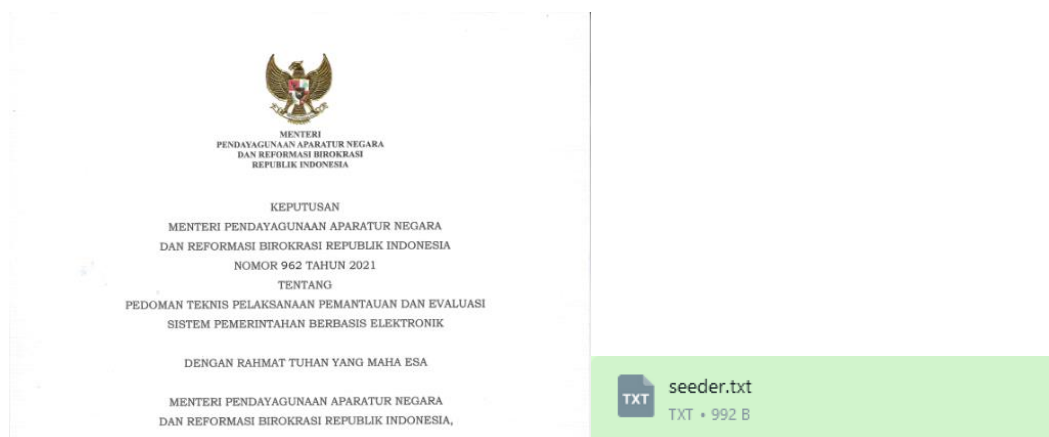 MENTERI
PENDAYAGUNAAN APARATUR NEGARA
DAN REFORMASI BIROKRASI
REPUBLIK INDONESIA
KEPUTUSAN
MENTERI PENDAYAGUNAAN APARATUR NEGARA
DAN REFORMASI BIROKRASI REPUBLIK INDONESIA
NOMOR 962 TAHUN 2021
TENTANG
PEDOMAN TEKNIS PELAKSANAAN PEMANTAUAN DAN EVALUASI
SISTEM PEMERINTAHAN BERBASIS ELEKTRONIK
DENGAN RAHMAT TUHAN YANG MAHA ESA
MENTERI PENDAYAGUNAAN APARATUR NEGARA
DAN REFORMASI BIROKRASI REPUBLIK INDONESIA,
TXT
seeder.txt
TXT • 992 B